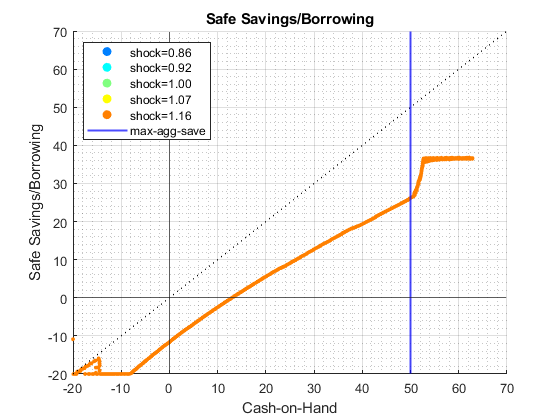 Safe Savings/Borrowing
70
60
50
40
30
20
10
0
-10
-20
-20
-10
0
10
20
30
40
50
60
70
Safe Savings/Borrowing
Cash-on-Hand
shock=0.86
shock=0.92
shock=1.00
shock=1.07
shock=1.16
max-agg-save